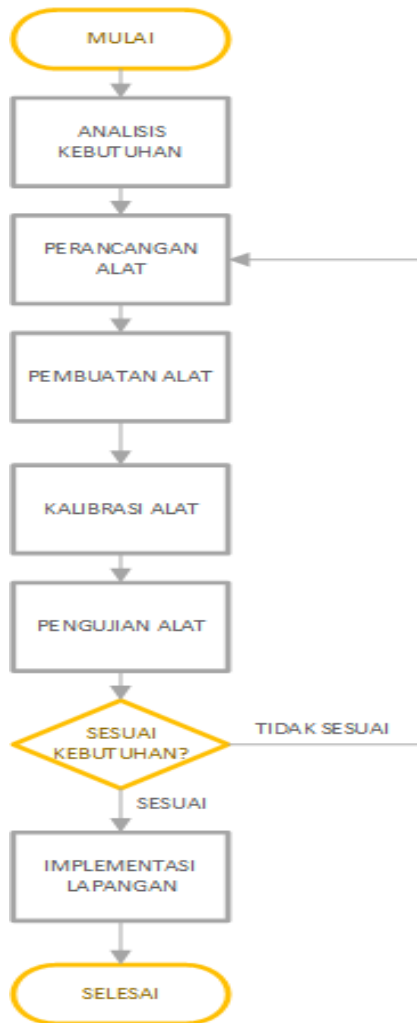 MULAI
ANALISIS
KEBUTUHAN
PERANCANGAN
ALAT
PEMBUATAN ALAT
KALIBRASI ALAT
PENGUJIAN ALAT
SESUAI
KEBUTUHAN?
TIDAK SESUAI
SESUAI
IMPLEMENTASI
LAPANGAN
SELESAI